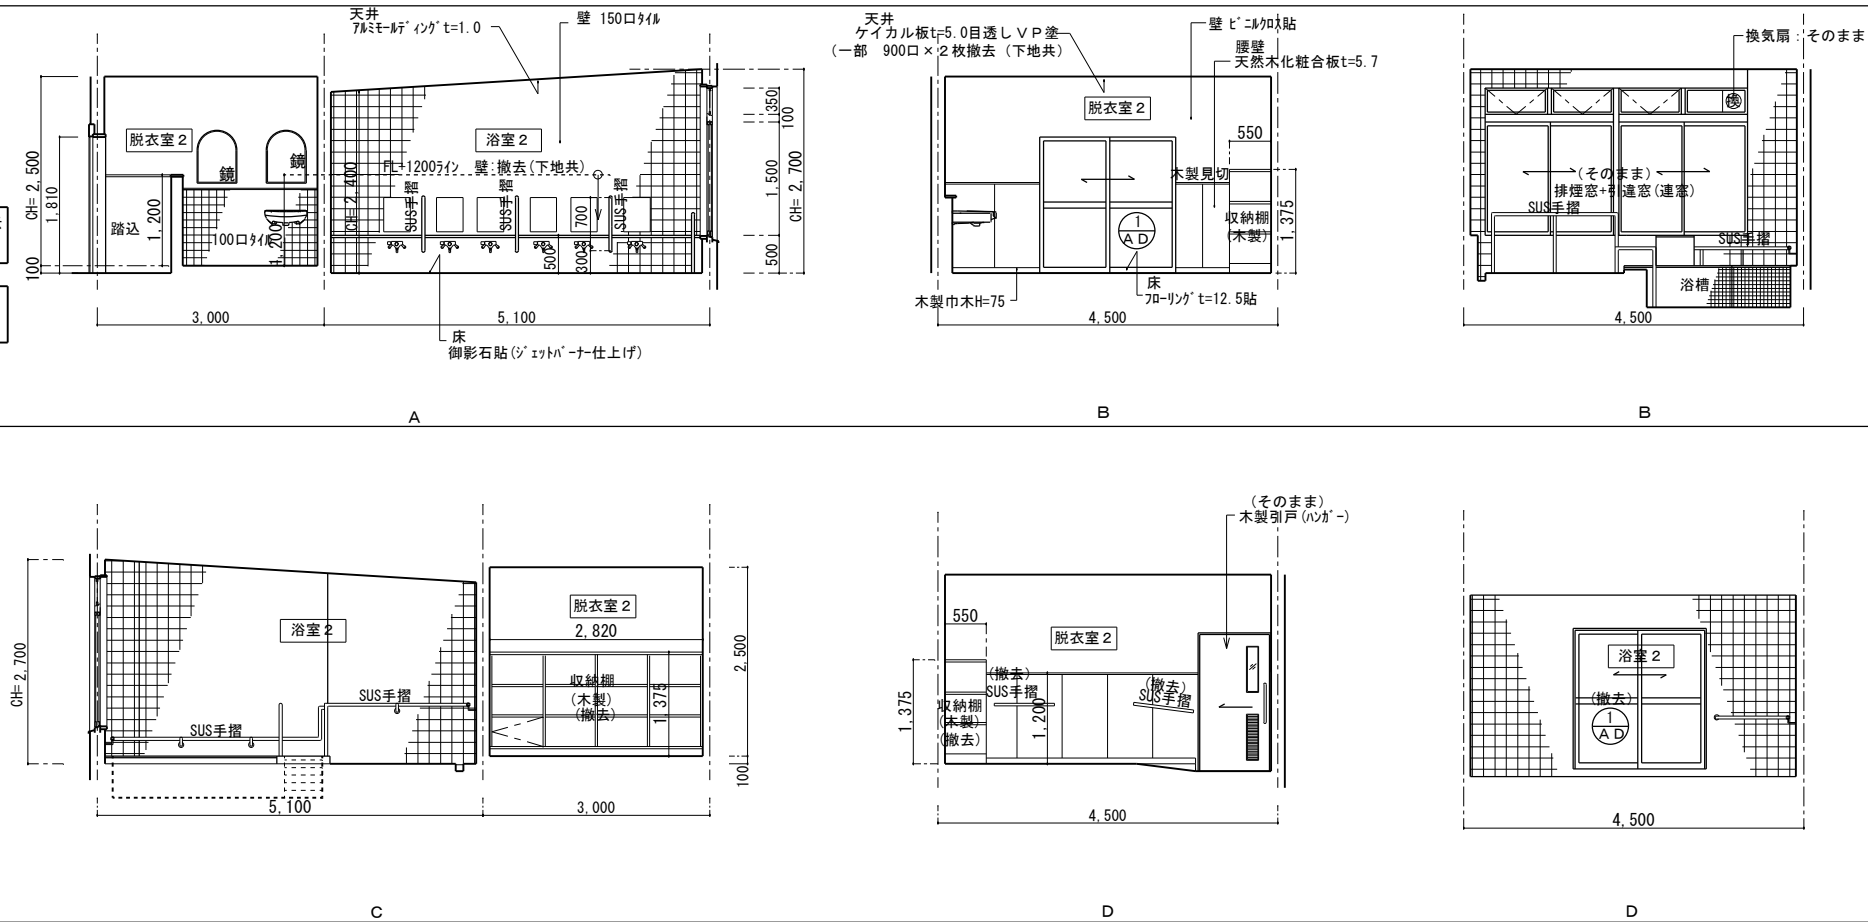 天井
アルミモールディングt=1.0
壁 150口タイル
CH=2,500
1,810
100
脱衣室2
鏡
鏡
踏込
1,200
100口タイル
1,200
浴室2
FL+1200ライン 壁:撤去(下地共)
CH=2,400
SUS手摺
SUS手摺
SUS手摺
700
500
300
350
100
1,500
500
CH=2,700
3,000
5,100
床
御影石貼(ジェットバーナー仕上げ)
A
天井
ケイカル板t=5.0目透しVP塗
(一部 900口×2枚撤去(下地共)
壁 ビニルクロス貼
腰壁
天然木化粧合板t=5.7
脱衣室2
550
木製見切
収納棚
(木製)
1,375
1
AD
木製巾木H=75
床
フローリングt=12.5貼
4,500
B
換気扇:そのまま
換
(そのまま)
排煙窓+引違窓(連窓)
SUS手摺
SUS手摺
浴槽
4,500
B
CH=2,700
浴室2
SUS手摺
SUS手摺
5,100
脱衣室2
2,820
収納棚
(木製)
(撤去)
1,375
2,500
100
3,000
C
(そのまま)
木製引戸(ハンガー)
550
脱衣室2
1,375
収納棚
(木製)
(撤去)
(撤去)
SUS手摺
1,200
(撤去)
SUS手摺
4,500
D
浴室2
(撤去)
1
AD
4,500
D